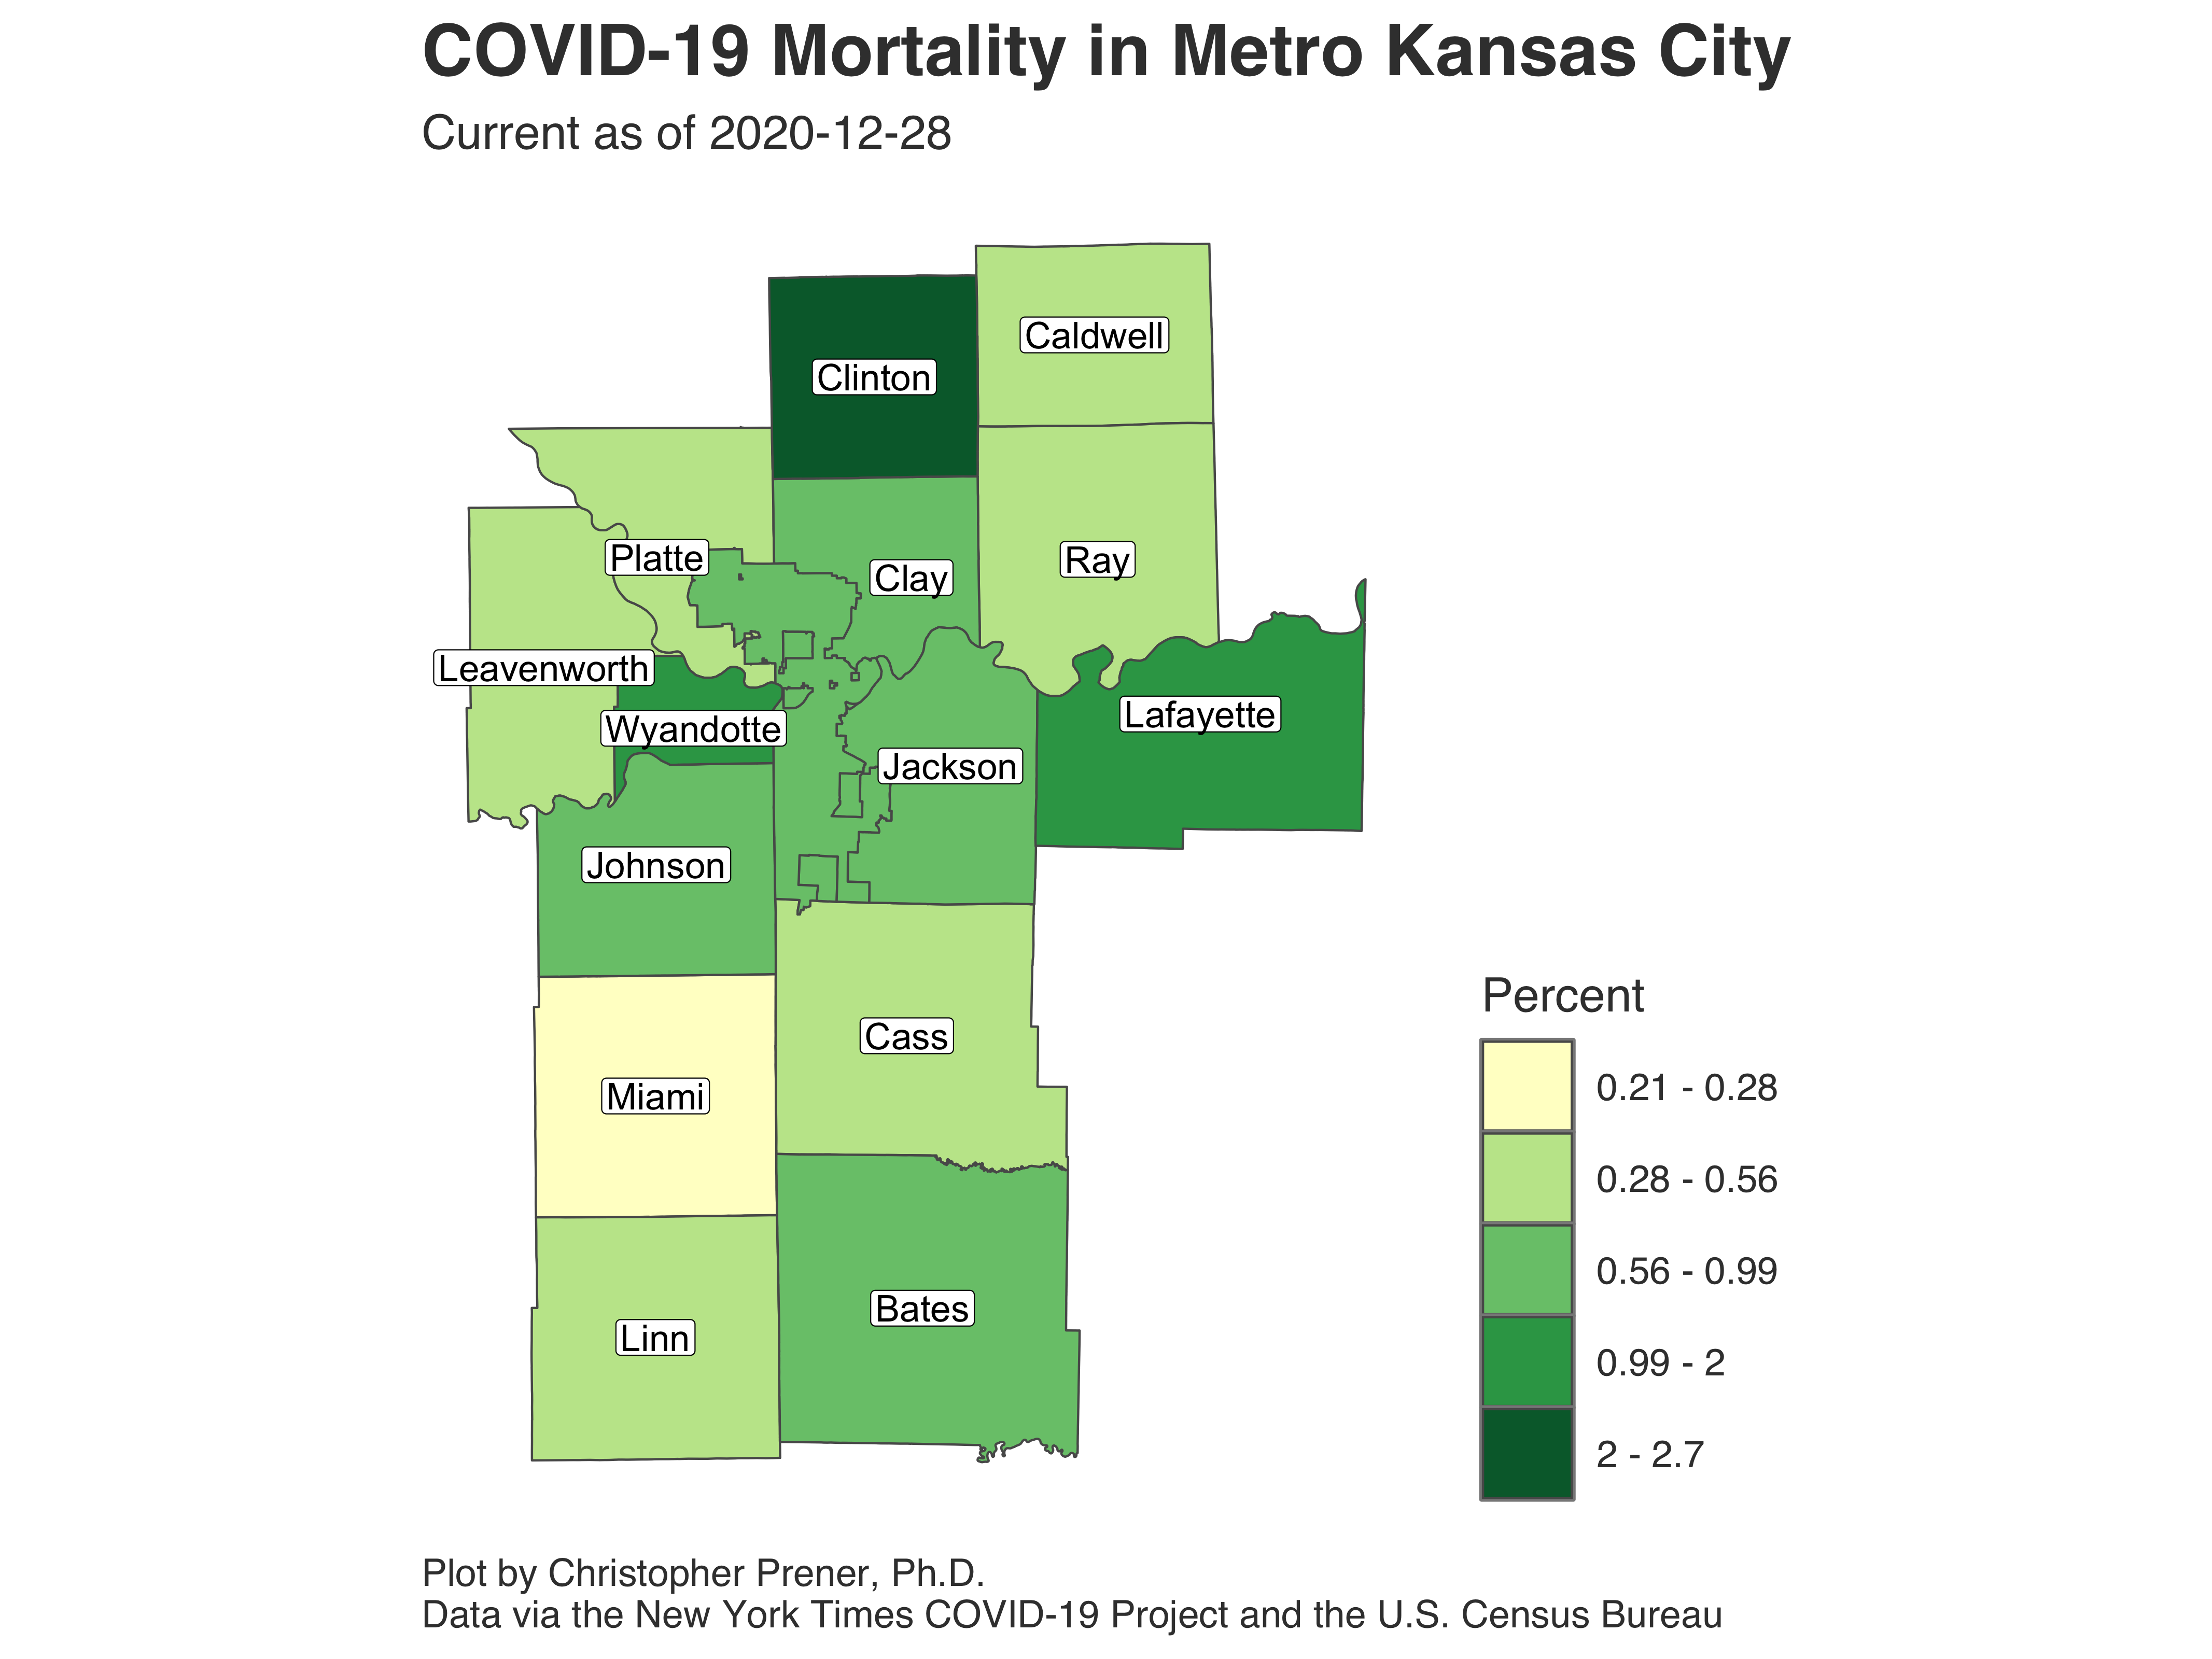 COVID-19 Mortality in Metro Kansas City
Current as of 2020-12-28
Caldwell
Clinton
Platte
Clay
Ray
Leavenworth
Wyandotte
Lafayette
Jackson
Johnson
Cass
Miami
Bates
Linn
Percent
0.21 - 0.28
0.28 - 0.56
0.56 - 0.99
0.99 - 2
2 - 2.7
Plot by Christopher Prener, Ph.D.
Data via the New York Times COVID-19 Project and the U.S. Census Bureau